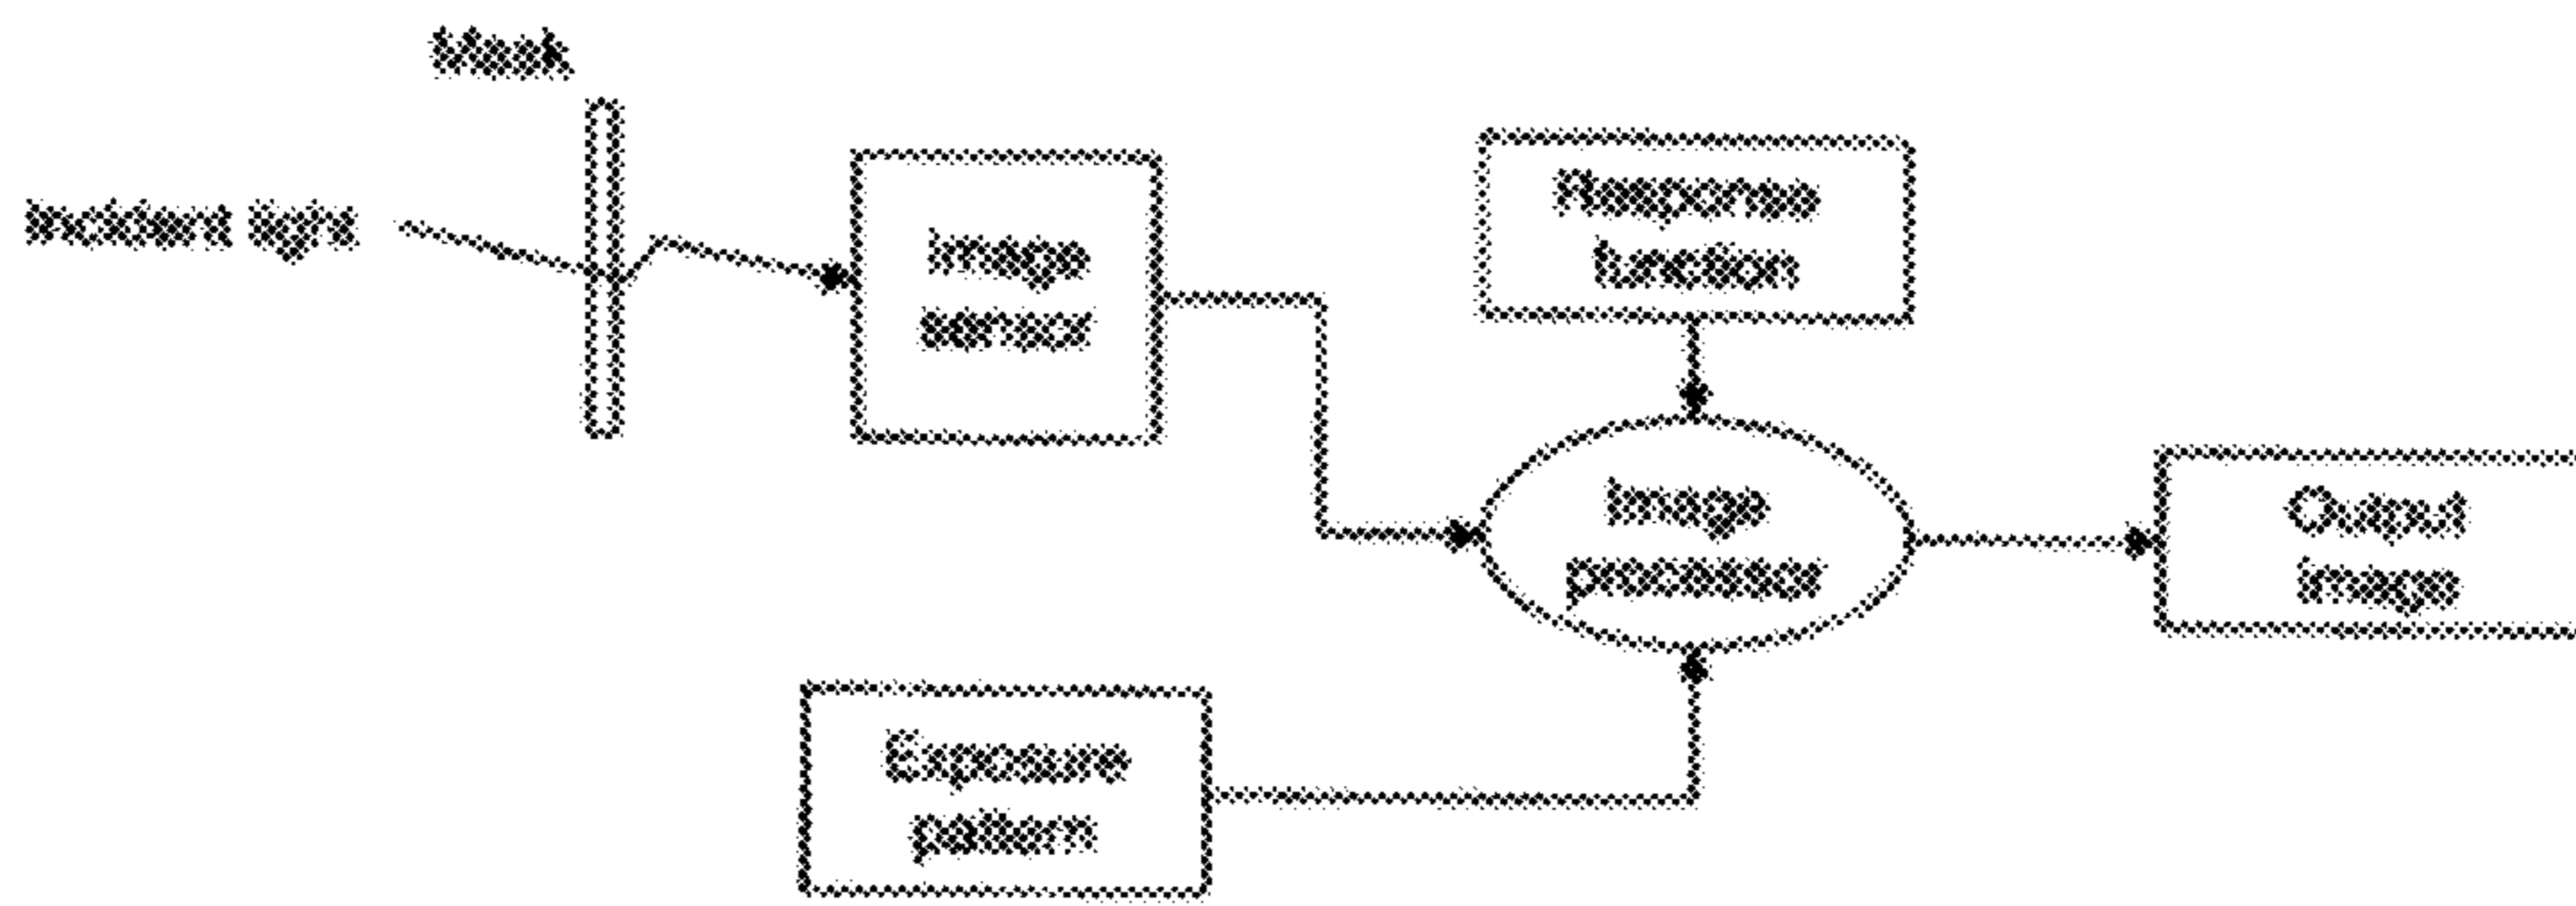 Mask
Incident light
Image
sensor
Response
function
Image
processor
Output
image
Exposure
pattern